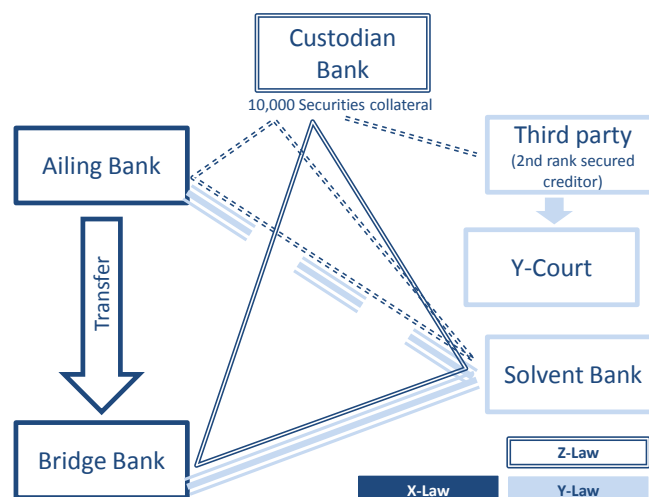 Custodian
Bank
10,000 Securities collateral
Ailing Bank
Third party
(2nd rank secured
creditor)
Transfer
Y-Court
Solvent Bank
Bridge Bank
Z-Law
X-Law
Y-Law